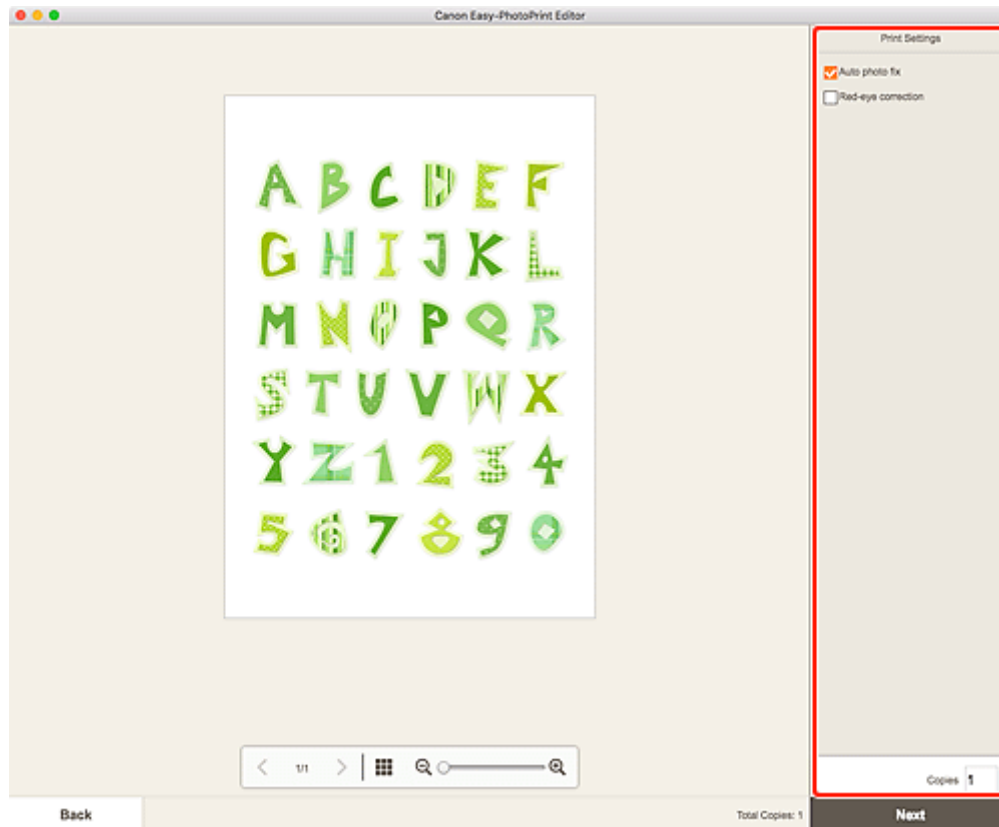 Canon Easy-PhotoPrint Editor
Print Settings
Auto photo fix
Red-eye correction
A B C D E F
G H I J K L
M N O P Q R
S T U V W X
Y Z 1 2 3 4
5 6 7 8 9 0
1/1
Copies 1
Back
Total Copies: 1
Next